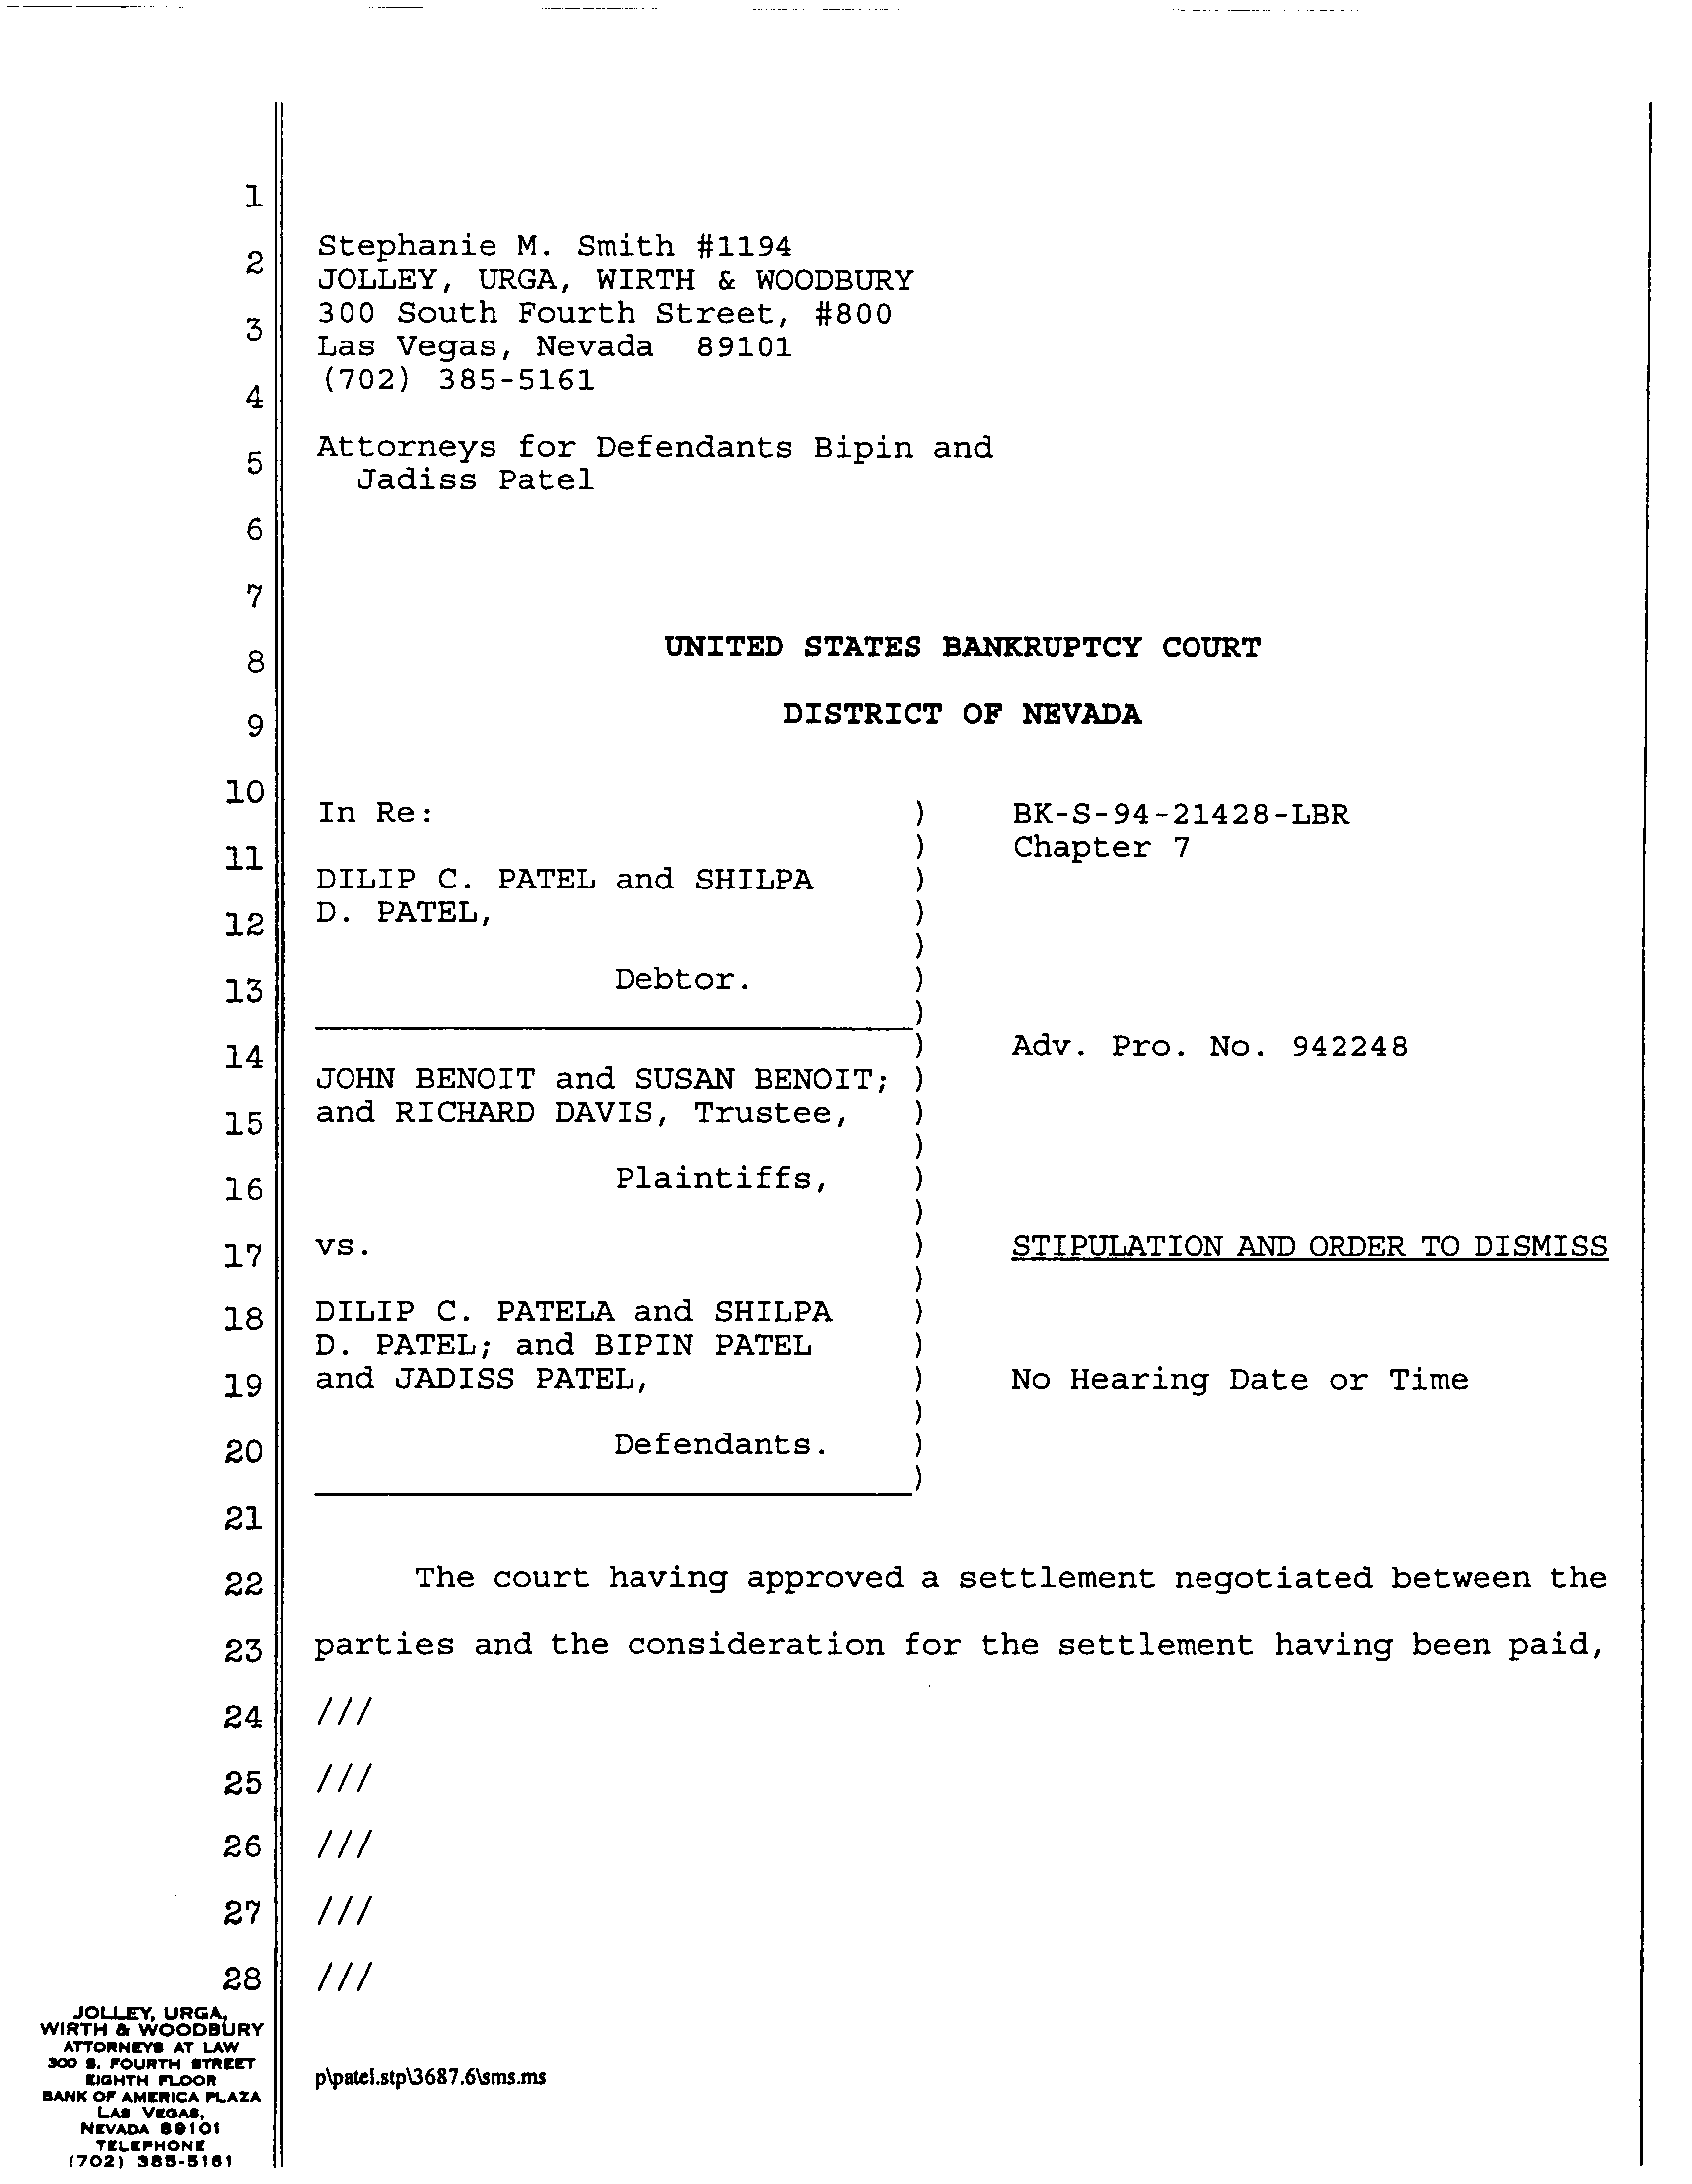 1
2
3
4
5
6
7
8
9
10
11
12
13
14
15
16
17
18
19
20
21
22
23
24
25
26
27
28
Stephanie M. Smith #1194
JOLLEY, URGA, WIRTH & WOODBURY
300 South Fourth Street, #800
Las Vegas, Nevada 89101
(702) 385-5161
Attorneys for Defendants Bipin and
Jadiss Patel
UNITED STATES BANKRUPTCY COURT
DISTRICT OF NEVADA
In Re: ) BK-S-94-21428-LBR
) Chapter 7
DILIP C. PATEL and SHILPA )
D. PATEL, )
)
Debtor. )
)
) Adv. Pro. No. 942248
JOHN BENOIT and SUSAN BENOIT; )
and RICHARD DAVIS, Trustee, )
)
Plaintiffs, )
)
vs. ) STIPULATION AND ORDER TO DISMISS
)
DILIP C. PATELA and SHILPA )
D. PATEL; and BIPIN PATEL )
and JADISS PATEL, ) No Hearing Date or Time
)
Defendants. )
)
The court having approved a settlement negotiated between the
parties and the consideration for the settlement having been paid,
///
///
///
///
///
JOLLEY, URGA,
WIRTH & WOODBURY
ATTORNEYS AT LAW
300 S. FOURTH STREET
EIGHTH FLOOR
BANK OF AMERICA PLAZA
LAS VEGAS,
NEVADA 89101
TELEPHONE
(702) 385-5161
p\patel.stp\3687.6\sms.ms